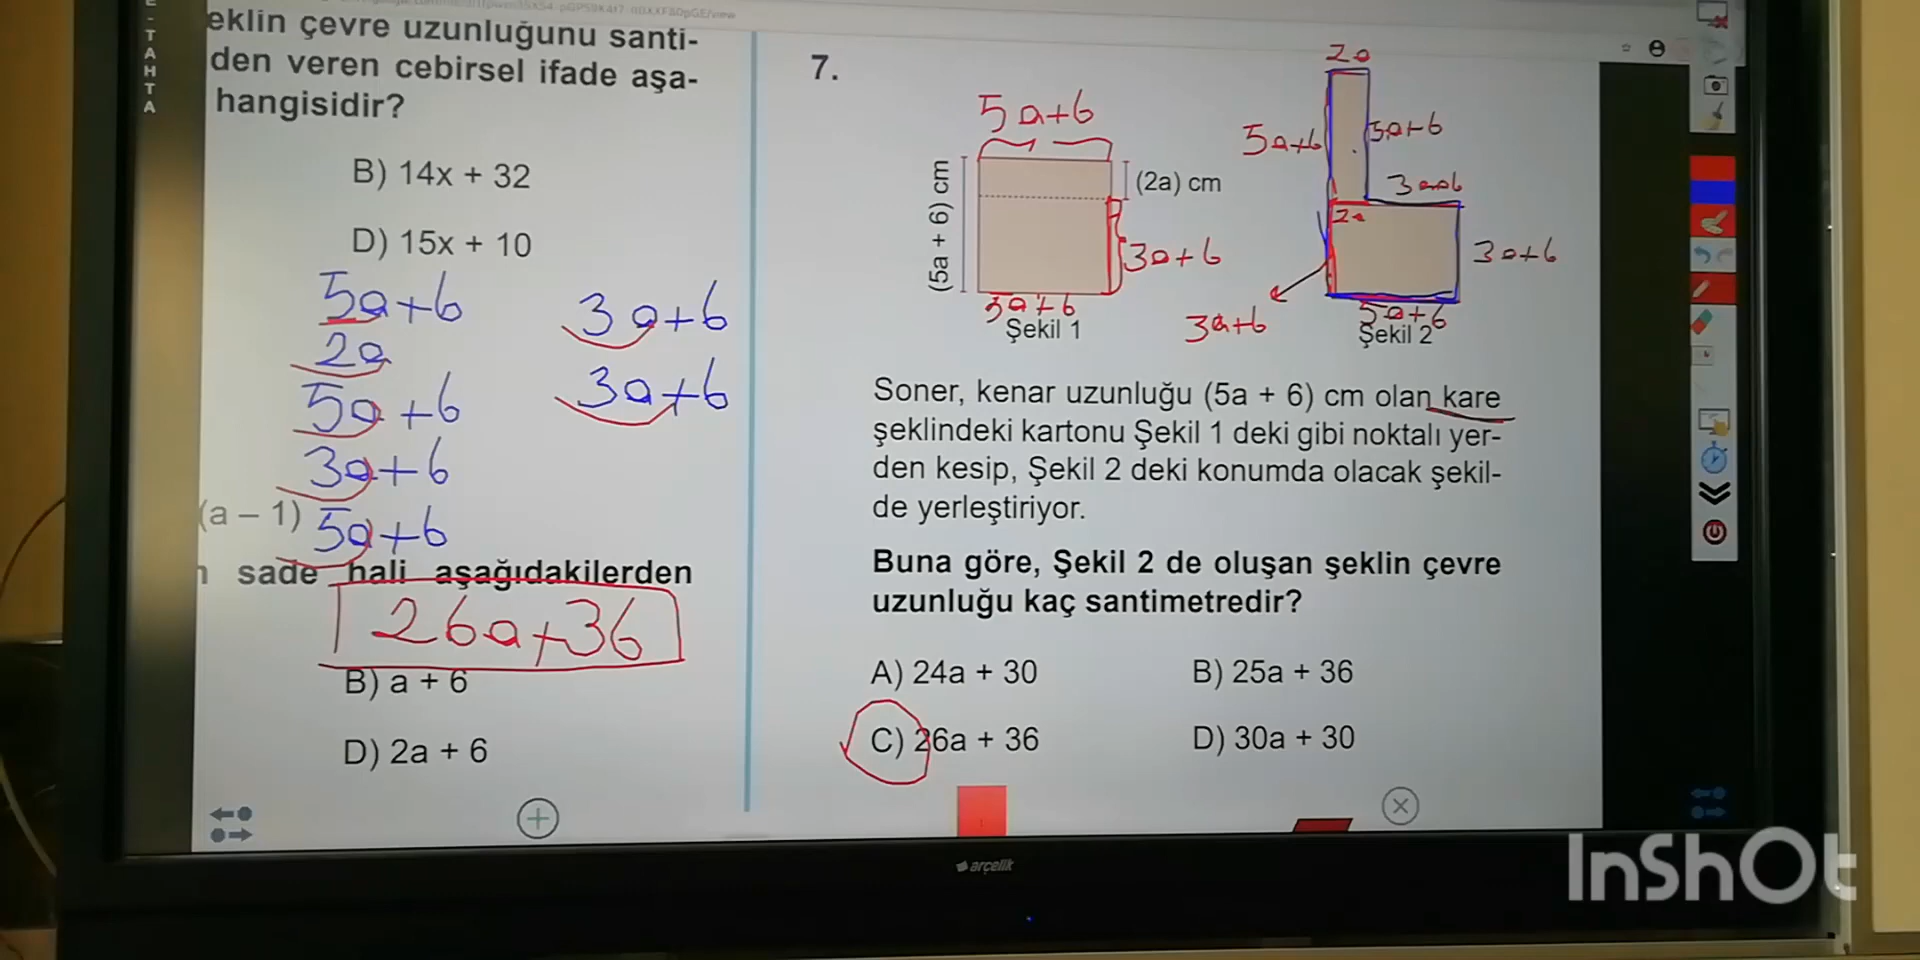 E
-
T
A
H
T
A
eklin çevre uzunluğunu santi-
den veren cebirsel ifade aşa-
hangisidir?
B) 14x + 32
D) 15x + 10
5a+6
2a
5a+6
3a+6
5a+6
3a+6
3a+6
(a – 1)
sade hali aşağıdakilerden
26a+36
B) a + 6
D) 2a + 6
7.
5a+6
(5a + 6) cm
(2a) cm
3a+6
5a+6
Şekil 1
2a
5a+6
5a+6
3a+6
2a
3a+6
3a+6
5a+6
Şekil 2
Soner, kenar uzunluğu (5a + 6) cm olan kare
şeklindeki kartonu Şekil 1 deki gibi noktalı yer-
den kesip, Şekil 2 deki konumda olacak şekil-
de yerleştiriyor.
Buna göre, Şekil 2 de oluşan şeklin çevre
uzunluğu kaç santimetredir?
A) 24a + 30
B) 25a + 36
C) 26a + 36
D) 30a + 30
arçelik
InShOt